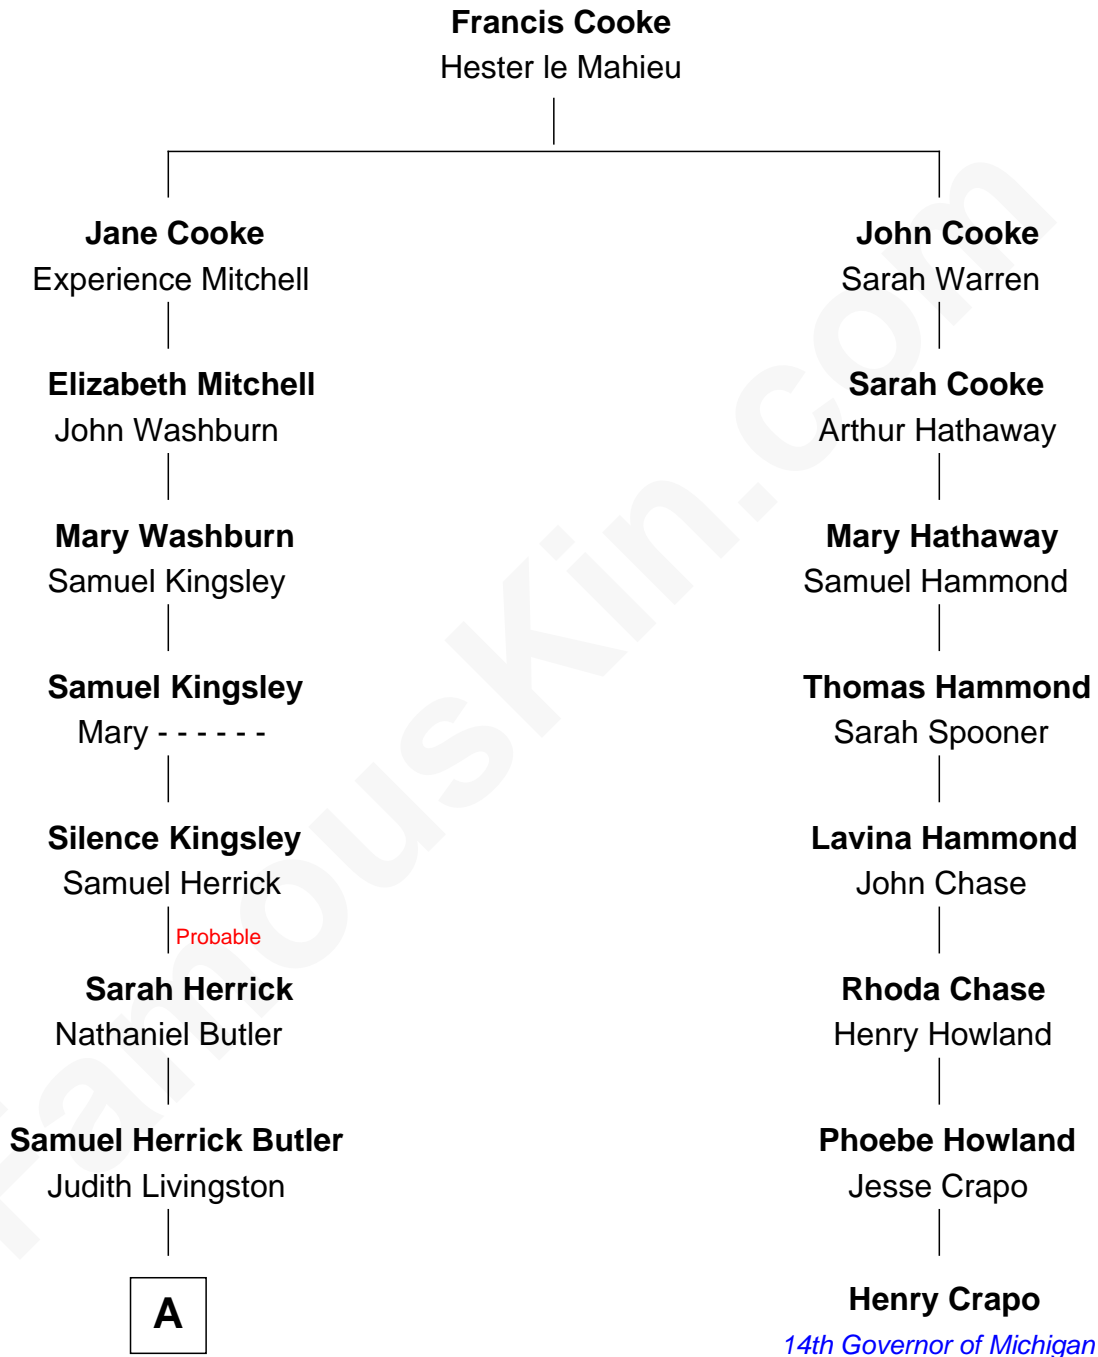 Francis Cooke
Hester le Mahieu
Jane Cooke
Experience Mitchell
Elizabeth Mitchell
John Washburn
Mary Washburn
Samuel Kingsley
Samuel Kingsley
Mary - - - - - -
Silence Kingsley
Samuel Herrick
Probable
Sarah Herrick
Nathaniel Butler
Samuel Herrick Butler
Judith Livingston
A
John Cooke
Sarah Warren
Sarah Cooke
Arthur Hathaway
Mary Hathaway
Samuel Hammond
Thomas Hammond
Sarah Spooner
Lavina Hammond
John Chase
Rhoda Chase
Henry Howland
Phoebe Howland
Jesse Crapo
Henry Crapo
14th Governor of Michigan
FamousKin.com